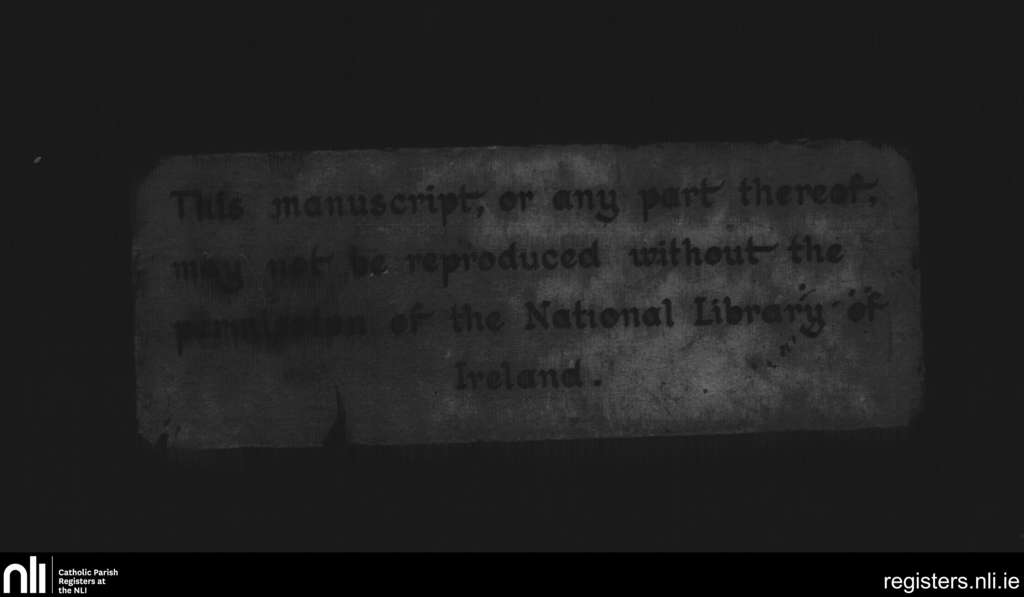 This manuscript, or any part thereof,
may not be reproduced without the
permission of the National Library of
Ireland.
nli
Catholic Parish
Registers at
the NLI
registers.nli.ie